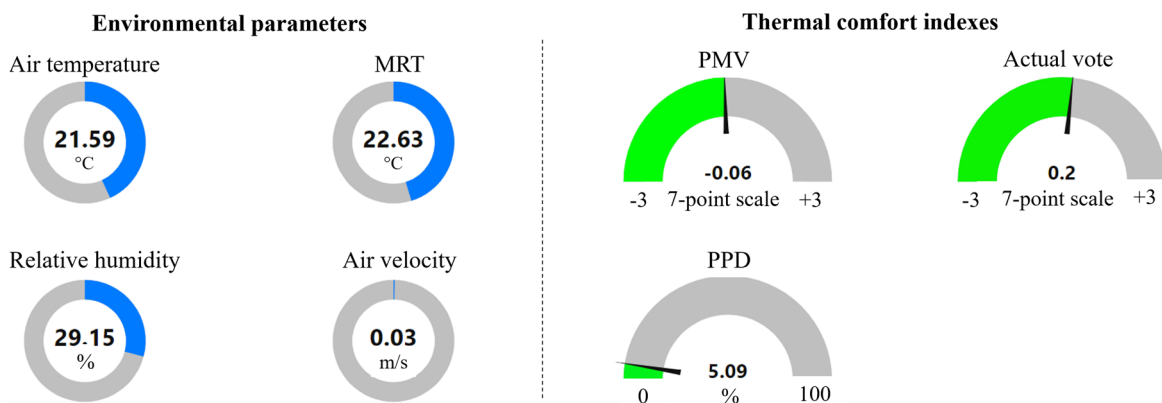 Environmental parameters
Thermal comfort indexes
Air temperature
MRT
PMV
Actual vote
21.59
°C
22.63
°C
-0.06
-3 7-point scale +3
0.2
-3 7-point scale +3
Relative humidity
Air velocity
PPD
29.15
%
0.03
m/s
5.09
0 % 100